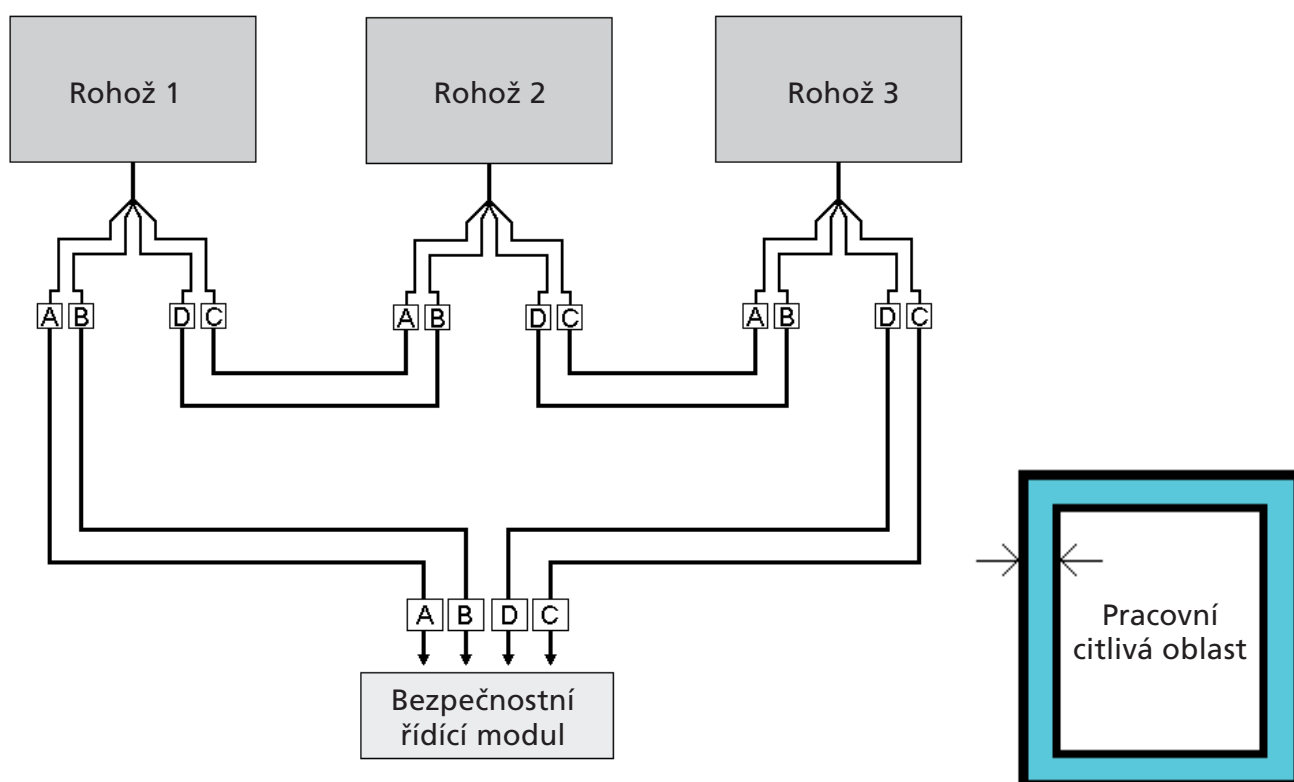 Rohož 1
Rohož 2
Rohož 3
A B D C
A B D C
A B D C
A B D C
Bezpečnostní
řídící modul
Pracovní
citlivá oblast